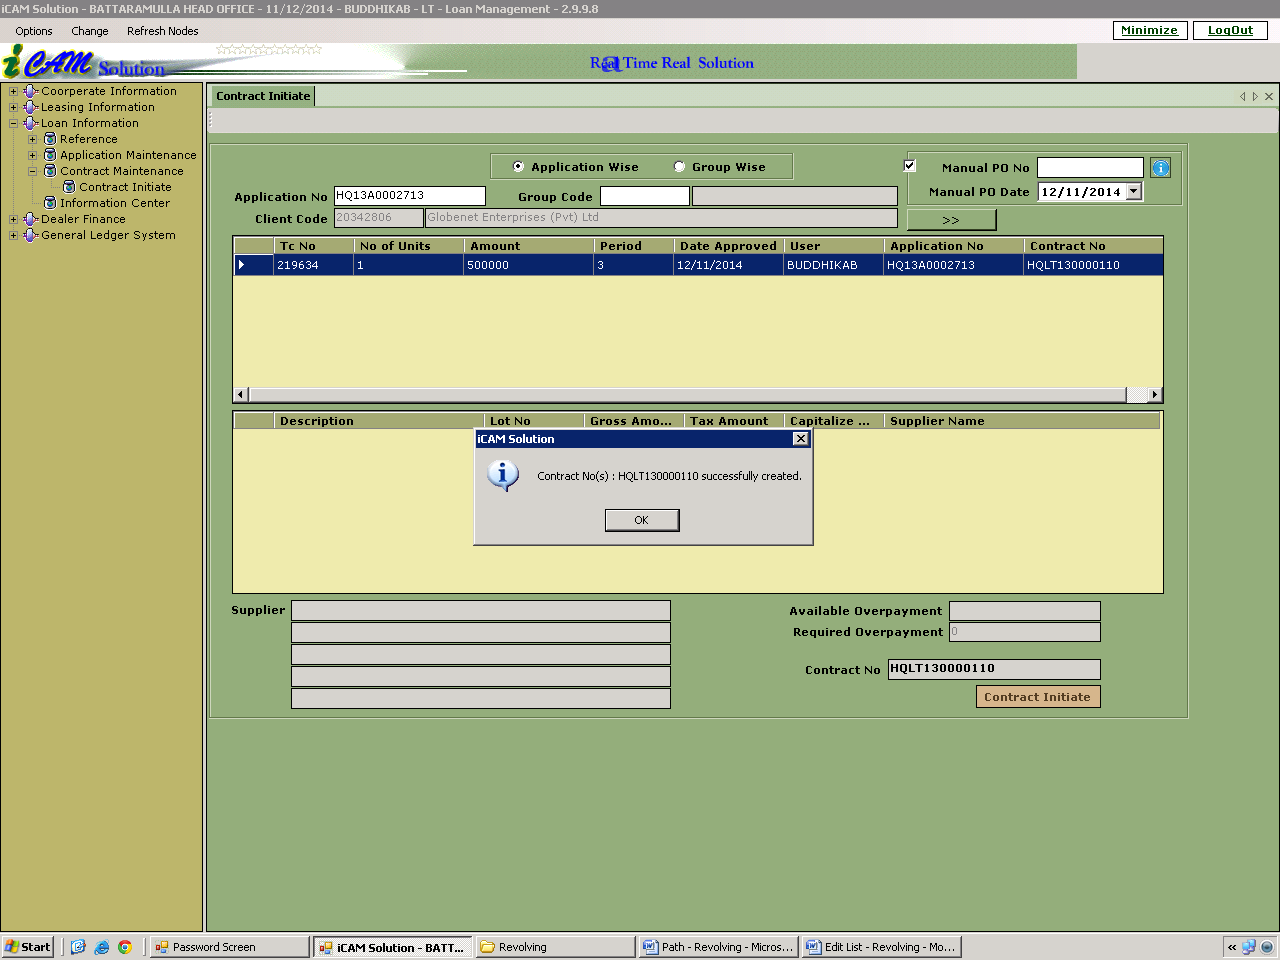 iCAM Solution - BATTARAMULLA HEAD OFFICE - 11/12/2014 - BUDDHIKAB - LT - Loan Management - 2.9.9.8
Options Change Refresh Nodes Minimize LogOut
iCAM Solution Real Time Real Solution
Coorperate Information
Leasing Information
Loan Information
Reference
Application Maintenance
Contract Maintenance
Contract Initiate
Information Center
Dealer Finance
General Ledger System
Contract Initiate
Application Wise Group Wise Manual PO No
Manual PO Date 12/11/2014
Application No HQ13A0002713 Group Code
Client Code 20342806 Globenet Enterprises (Pvt) Ltd >>
Tc No No of Units Amount Period Date Approved User Application No Contract No
219634 1 500000 3 12/11/2014 BUDDHIKAB HQ13A0002713 HQLT130000110
Description Lot No Gross Amo... Tax Amount Capitalize ... Supplier Name
iCAM Solution
Contract No(s) : HQLT130000110 successfully created.
OK
Supplier Available Overpayment
Required Overpayment 0
Contract No HQLT130000110
Contract Initiate
Start Password Screen iCAM Solution - BATT... Revolving Path - Revolving - Micros... Edit List - Revolving - Mo... «